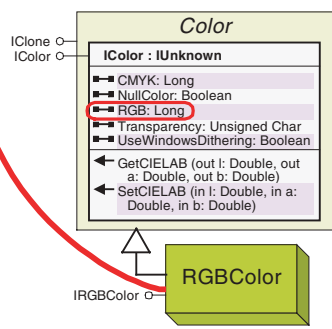 Color
IClone
IColor
IColor : IUnknown
CMYK: Long
NullColor: Boolean
RGB: Long
Transparency: Unsigned Char
UseWindowsDithering: Boolean
GetCIELAB (out l: Double, out
a: Double, out b: Double)
SetCIELAB (in l: Double, in a:
Double, in b: Double)
RGBColor
IRGBColor